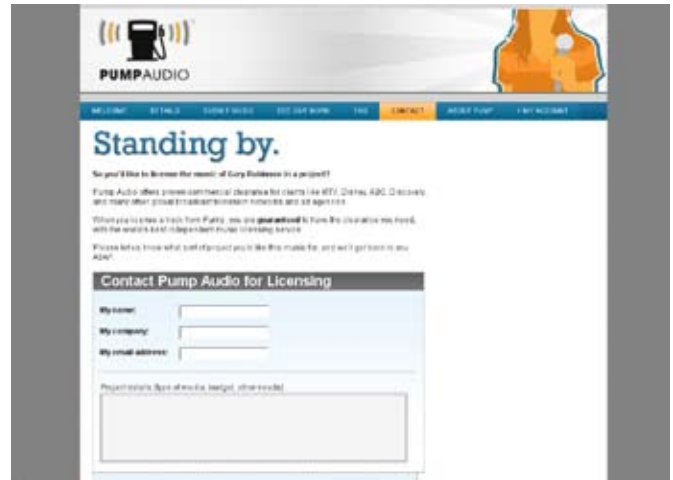 PUMPAUDIO
WELCOME DETAILS SUBMIT MUSIC FAQ CONTACT ABOUT PUMP MY ACCOUNT
Standing by.
So you'd like to license the music of Gary Robinson in a project?
Pump Audio offers proven commercial clearance for clients like MTV, Disney, ABC, Discovery,
and many other global broadcast networks and ad agencies.
When you license a track from Pump, you are guaranteed to have the clearance you need,
with the world's best independent music licensing service.
Please let us know what sort of project you'd like this music for, and we'll get back to you
ASAP.
Contact Pump Audio for Licensing
My name:
My company:
My email address:
Project details (type of media, budget, other needs)